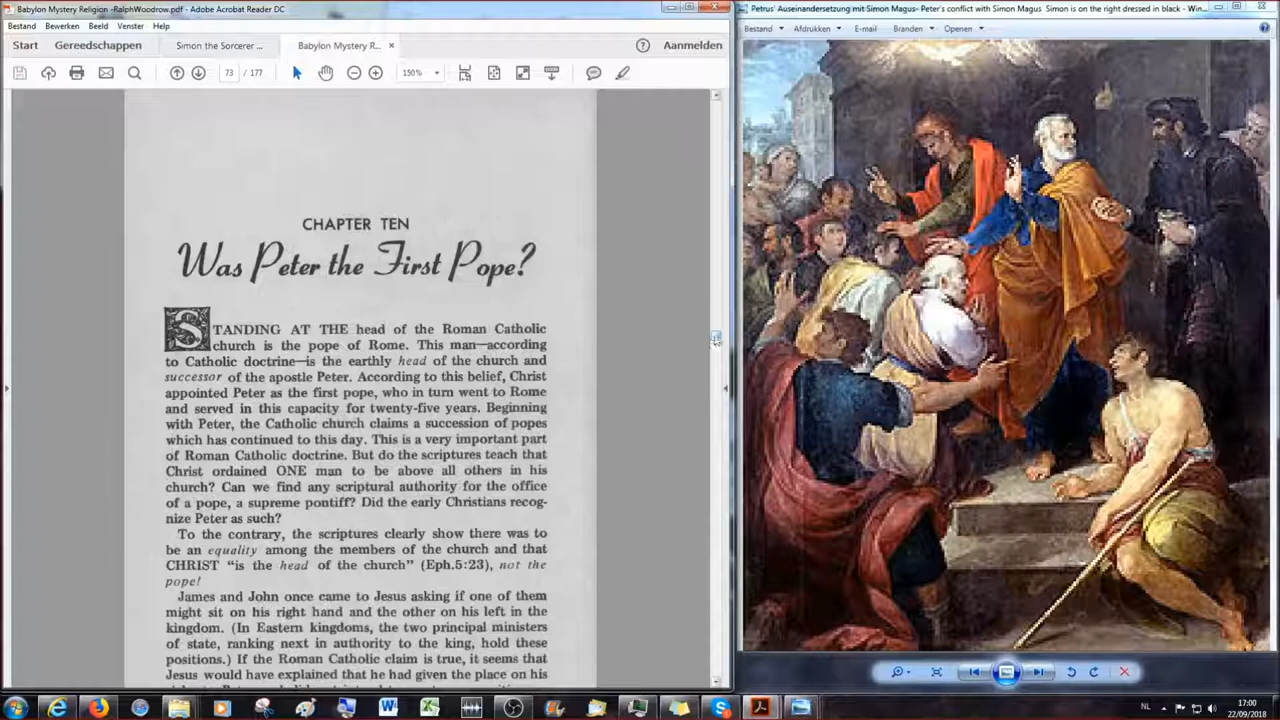 Babylon Mystery Religion -RalphWoodrow.pdf - Adobe Acrobat Reader DC
Bestand Bewerken Beeld Venster Help
Start Gereedschappen Simon the Sorcerer ... Babylon Mystery R... × Aanmelden
73 / 177 150%
CHAPTER TEN
Was Peter the First Pope?
STANDING AT THE head of the Roman Catholic
church is the pope of Rome. This man—according
to Catholic doctrine—is the earthly head of the church and
successor of the apostle Peter. According to this belief, Christ
appointed Peter as the first pope, who in turn went to Rome
and served in this capacity for twenty-five years. Beginning
with Peter, the Catholic church claims a succession of popes
which has continued to this day. This is a very important part
of Roman Catholic doctrine. But do the scriptures teach that
Christ ordained ONE man to be above all others in his
church? Can we find any scriptural authority for the office
of a pope, a supreme pontiff? Did the early Christians recog-
nize Peter as such?
To the contrary, the scriptures clearly show there was to
be an equality among the members of the church and that
CHRIST “is the head of the church” (Eph.5:23), not the
pope!
James and John once came to Jesus asking if one of them
might sit on his right hand and the other on his left in the
kingdom. (In Eastern kingdoms, the two principal ministers
of state, ranking next in authority to the king, hold these
positions.) If the Roman Catholic claim is true, it seems that
Jesus would have explained that he had given the place on his
Petrus' Auseinandersetzung mit Simon Magus- Peter's conflict with Simon Magus Simon is on the right dressed in black - Win...
Bestand Afdrukken E-mail Branden Openen
NL 17:00
22/09/2018